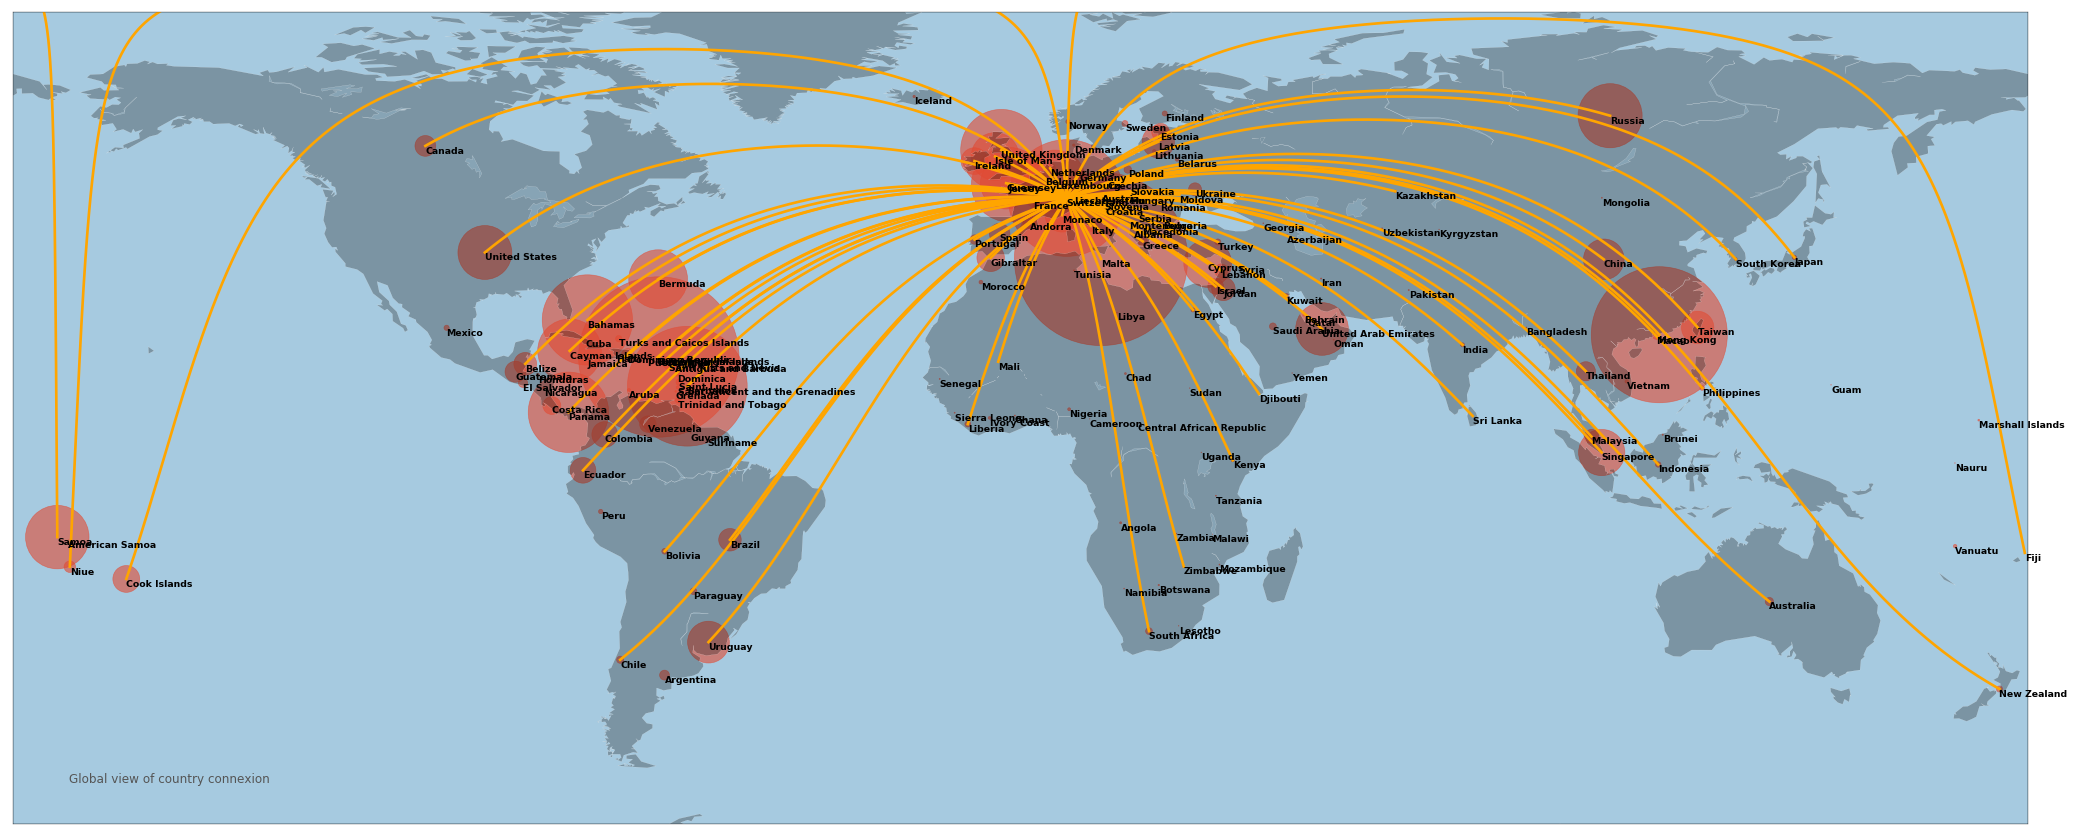 Iceland
Norway
Finland
Sweden
Russia
Estonia
Denmark
Latvia
Canada
United Kingdom
Lithuania
Isle of Man
Ireland
Belarus
Netherlands
Poland
Germany
Belgium
Luxembourg
Czechia
Guernsey
Jersey
Slovakia
Ukraine
Kazakhstan
Austria
Hungary
Moldova
Liechtenstein
Switzerland
Mongolia
France
Slovenia
Romania
Croatia
Monaco
Serbia
Andorra
Montenegro
Bulgaria
Italy
Macedonia
Georgia
Uzbekistan
Kyrgyzstan
Albania
Spain
Azerbaijan
Portugal
Greece
Turkey
United States
Gibraltar
Malta
Cyprus
Syria
China
South Korea
Japan
Tunisia
Lebanon
Bermuda
Morocco
Israel
Jordan
Iran
Pakistan
Kuwait
Libya
Egypt
Bahrain
Qatar
Bahamas
Mexico
Saudi Arabia
United Arab Emirates
Bangladesh
Taiwan
Cuba
Turks and Caicos Islands
Oman
Macao
Hong Kong
India
Cayman Islands
Dominican Republic
Jamaica
Belize
Saint Kitts and Nevis
Antigua and Barbuda
Mali
Guatemala
Honduras
Dominica
Senegal
Chad
Yemen
Thailand
El Salvador
Saint Lucia
Vietnam
Guam
Nicaragua
Aruba
Saint Vincent and the Grenadines
Grenada
Sudan
Djibouti
Philippines
Trinidad and Tobago
Costa Rica
Panama
Sierra Leone
Ghana
Nigeria
Sri Lanka
Ivory Coast
Liberia
Cameroon
Central African Republic
Marshall Islands
Venezuela
Colombia
Guyana
Suriname
Malaysia
Brunei
Uganda
Kenya
Singapore
Indonesia
Nauru
Ecuador
Tanzania
Peru
Angola
Samoa
American Samoa
Brazil
Zambia
Malawi
Vanuatu
Bolivia
Fiji
Niue
Zimbabwe
Mozambique
Cook Islands
Paraguay
Namibia
Botswana
Australia
Lesotho
South Africa
Uruguay
Chile
Argentina
New Zealand
Global view of country connexion